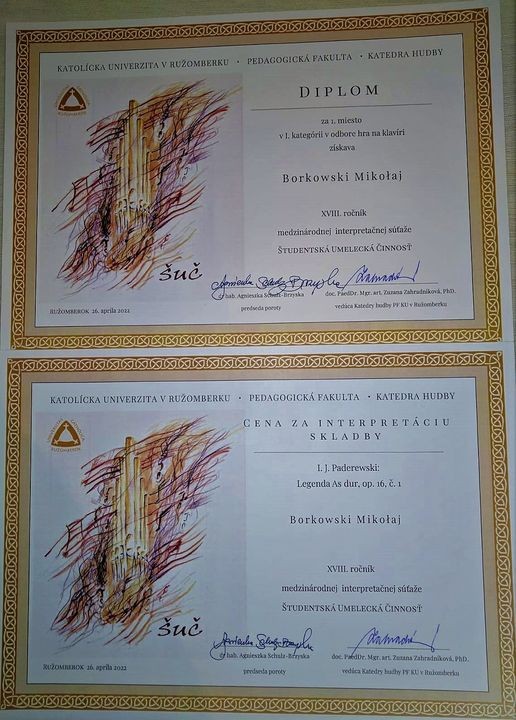 KATOLÍCKA UNIVERZITA V RUŽOMBERKU • PEDAGOGICKÁ FAKULTA • KATEDRA HUDBY
DIPLOM
za 1. miesto
v I. kategórii v odbore hra na klavíri
získava
Borkowski Mikołaj
XVIII. ročník
medzinárodnej interpretačnej súťaže
ŠTUDENTSKÁ UMELECKÁ ČINNOSŤ
šuč
RUŽOMBEROK 26. apríla 2022
hab. Agnieszka Schulz-Brzyska
predseda poroty
doc. PaedDr. Mgr. art. Zuzana Zahradníková, PhD.
vedúca Katedry hudby PF KU v Ružomberku
KATOLÍCKA UNIVERZITA V RUŽOMBERKU • PEDAGOGICKÁ FAKULTA • KATEDRA HUDBY
CENA ZA INTERPRETÁCIU
SKLADBY
I. J. Paderewski:
Legenda As dur, op. 16, č. 1
Borkowski Mikołaj
XVIII. ročník
medzinárodnej interpretačnej súťaže
ŠTUDENTSKÁ UMELECKÁ ČINNOSŤ
šuč
RUŽOMBEROK 26. apríla 2022
dr hab. Agnieszka Schulz-Brzyska
predseda poroty
doc. PaedDr. Mgr. art. Zuzana Zahradníková, PhD.
vedúca Katedry hudby PF KU v Ružomberku